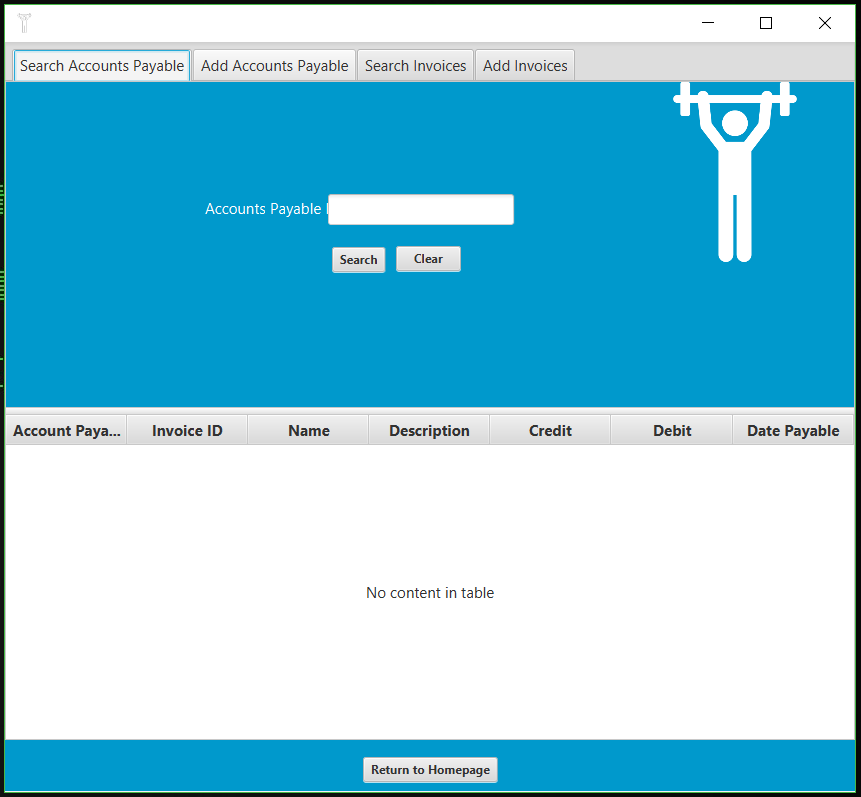 Search Accounts Payable Add Accounts Payable Search Invoices Add Invoices
Accounts Payable
Search Clear
Account Paya... Invoice ID Name Description Credit Debit Date Payable
No content in table
Return to Homepage